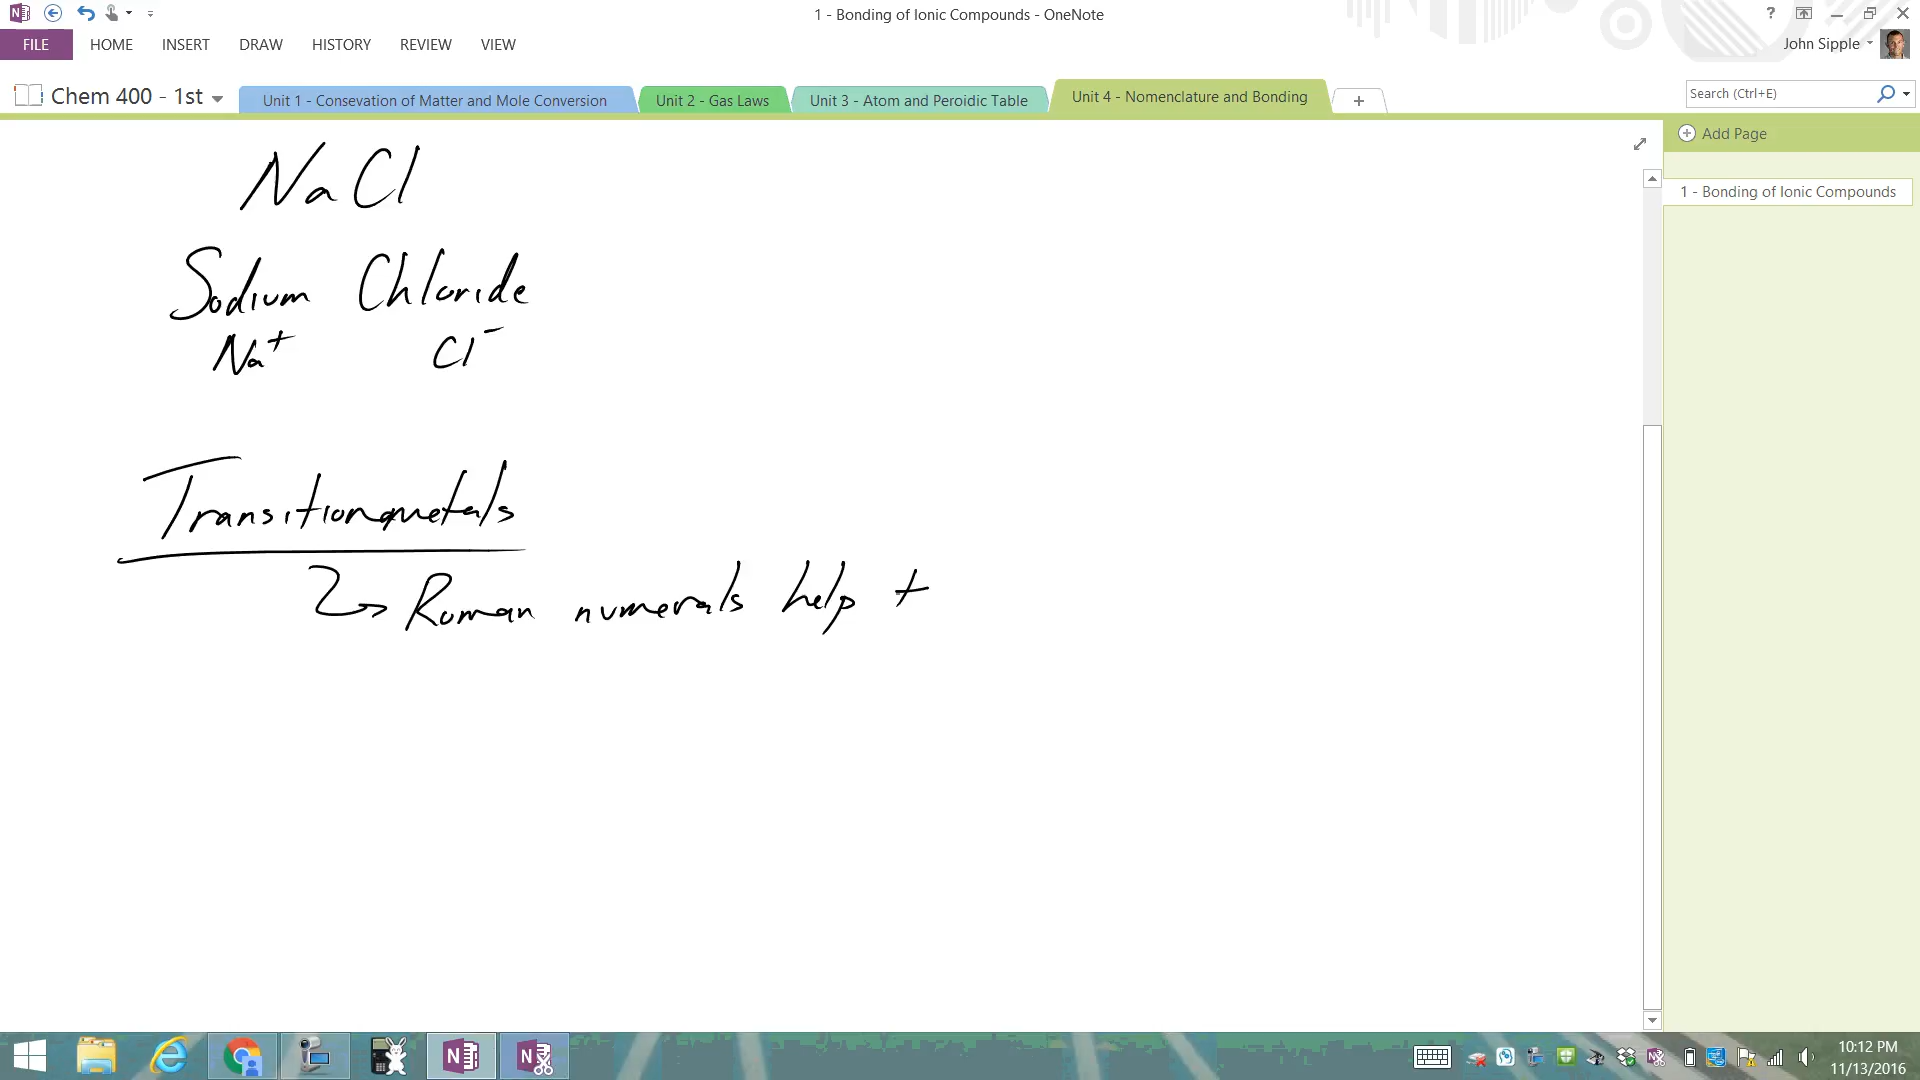 1 - Bonding of Ionic Compounds - OneNote
?
FILE HOME INSERT DRAW HISTORY REVIEW VIEW
John Sipple
Chem 400 - 1st
Unit 1 - Consevation of Matter and Mole Conversion
Unit 2 - Gas Laws
Unit 3 - Atom and Peroidic Table
Unit 4 - Nomenclature and Bonding
+
Search (Ctrl+E)
Add Page
1 - Bonding of Ionic Compounds
NaCl
Sodium Chloride
Na+ Cl-
Transition metals
Roman numerals help t
10:12 PM
11/13/2016